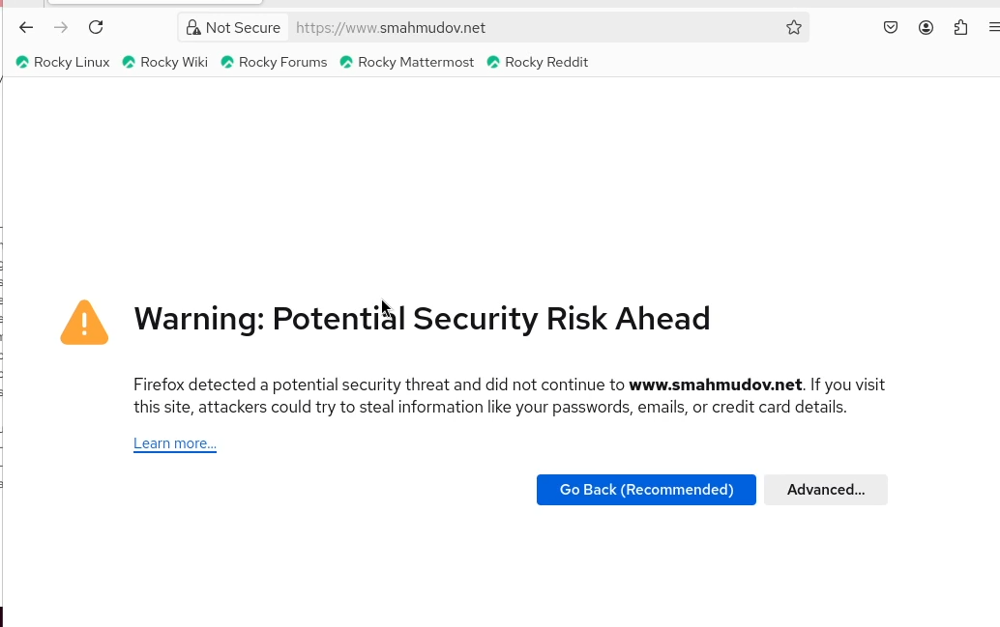 Not Secure https://www.smahmudov.net
Rocky Linux Rocky Wiki Rocky Forums Rocky Mattermost Rocky Reddit
Warning: Potential Security Risk Ahead
Firefox detected a potential security threat and did not continue to www.smahmudov.net. If you visit
this site, attackers could try to steal information like your passwords, emails, or credit card details.
Learn more...
Go Back (Recommended) Advanced...